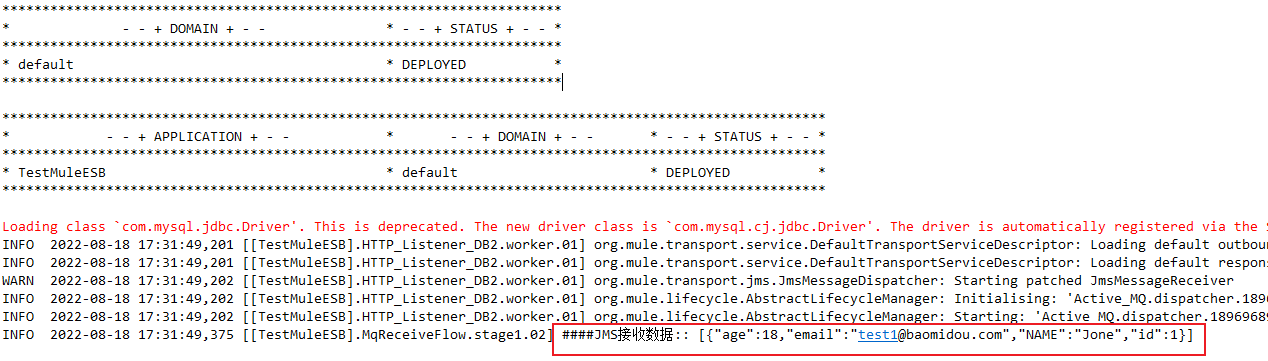 *********************************************************************
* - - + DOMAIN + - - * - - + STATUS + - - *
*********************************************************************
* default * DEPLOYED *
*********************************************************************
*******************************************************************************************************
* - - + APPLICATION + - - * - - + DOMAIN + - - * - - + STATUS + - - *
*******************************************************************************************************
* TestMuleESB * default * DEPLOYED *
*******************************************************************************************************
Loading class `com.mysql.jdbc.Driver'. This is deprecated. The new driver class is `com.mysql.cj.jdbc.Driver'. The driver is automatically registered via the S
INFO 2022-08-18 17:31:49,201 [[TestMuleESB].HTTP_Listener_DB2.worker.01] org.mule.transport.service.DefaultTransportServiceDescriptor: Loading default outbou
INFO 2022-08-18 17:31:49,201 [[TestMuleESB].HTTP_Listener_DB2.worker.01] org.mule.transport.service.DefaultTransportServiceDescriptor: Loading default respon
WARN 2022-08-18 17:31:49,202 [[TestMuleESB].HTTP_Listener_DB2.worker.01] org.mule.transport.jms.JmsMessageDispatcher: Starting patched JmsMessageReceiver
INFO 2022-08-18 17:31:49,202 [[TestMuleESB].HTTP_Listener_DB2.worker.01] org.mule.lifecycle.AbstractLifecycleManager: Initialising: 'Active_MQ.dispatcher.1896
INFO 2022-08-18 17:31:49,202 [[TestMuleESB].HTTP_Listener_DB2.worker.01] org.mule.lifecycle.AbstractLifecycleManager: Starting: 'Active_MQ.dispatcher.18969689
INFO 2022-08-18 17:31:49,375 [[TestMuleESB].MqReceiveFlow.stage1.02] ####JMS接收数据:: [{"age":18,"email":"test1@baomidou.com","NAME":"Jone","id":1}]